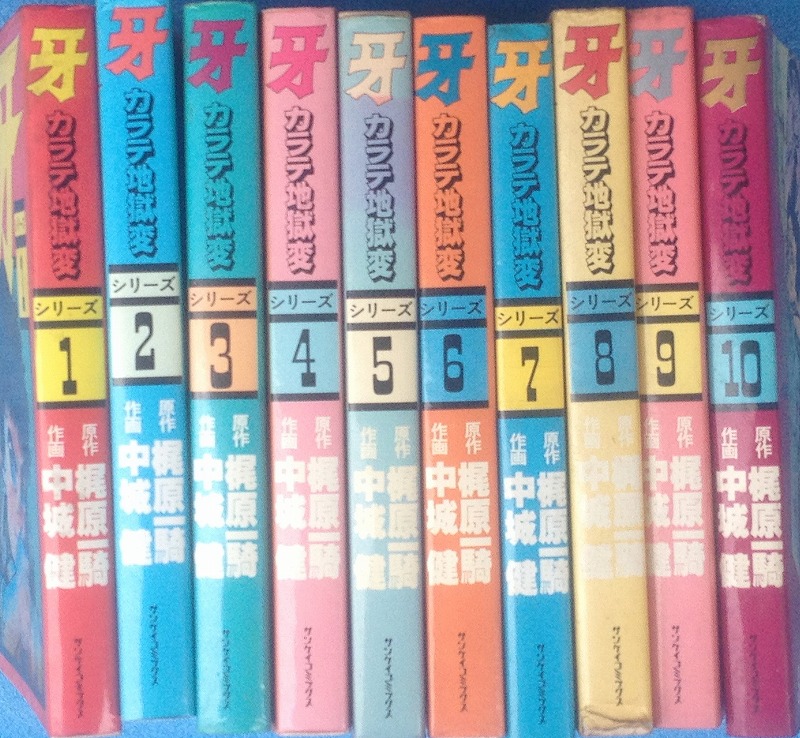 牙
カラテ地獄変
シリーズ
1
原作 梶原一騎
作画 中城 健
サンケイコミックス
牙
カラテ地獄変
シリーズ
2
原作 梶原一騎
作画 中城 健
サンケイコミックス
牙
カラテ地獄変
シリーズ
3
原作 梶原一騎
作画 中城 健
サンケイコミックス
牙
カラテ地獄変
シリーズ
4
原作 梶原一騎
作画 中城 健
サンケイコミックス
牙
カラテ地獄変
シリーズ
5
原作 梶原一騎
作画 中城 健
サンケイコミックス
牙
カラテ地獄変
シリーズ
6
原作 梶原一騎
作画 中城 健
サンケイコミックス
牙
カラテ地獄変
シリーズ
7
原作 梶原一騎
作画 中城 健
サンケイコミックス
牙
カラテ地獄変
シリーズ
8
原作 梶原一騎
作画 中城 健
サンケイコミックス
牙
カラテ地獄変
シリーズ
9
原作 梶原一騎
作画 中城 健
サンケイコミックス
牙
カラテ地獄変
シリーズ
10
原作 梶原一騎
作画 中城 健
サンケイコミックス